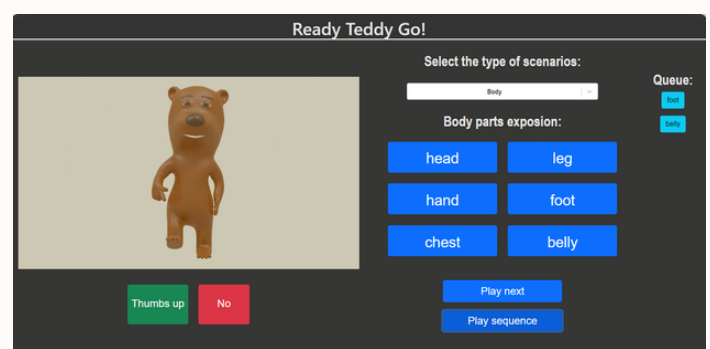 Ready Teddy Go!
Select the type of scenarios:
Body
Body parts exposion:
head
leg
hand
foot
chest
belly
Play next
Play sequence
Queue:
foot
belly
Thumbs up
No